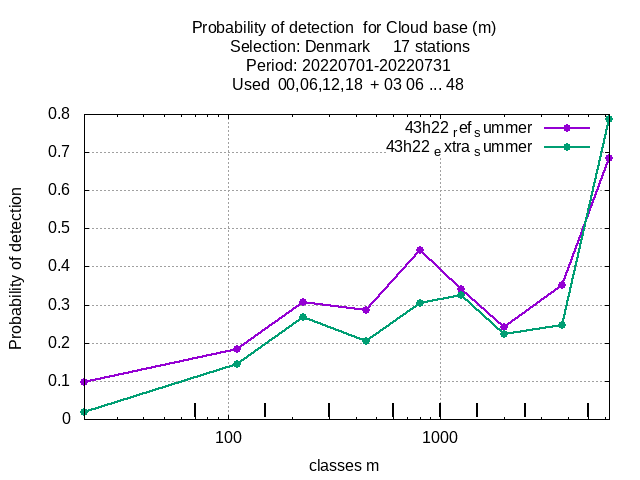 Probability of detection  for Cloud base (m)
Selection: Denmark     17 stations
Period: 20220701-20220731
Used  00,06,12,18  + 03 06 ... 48
0.8
0.7
0.6
0.5
0.4
0.3
0.2
0.1
0
Probability of detection
43h22 ref summer
43h22 extra summer
100
1000
classes m